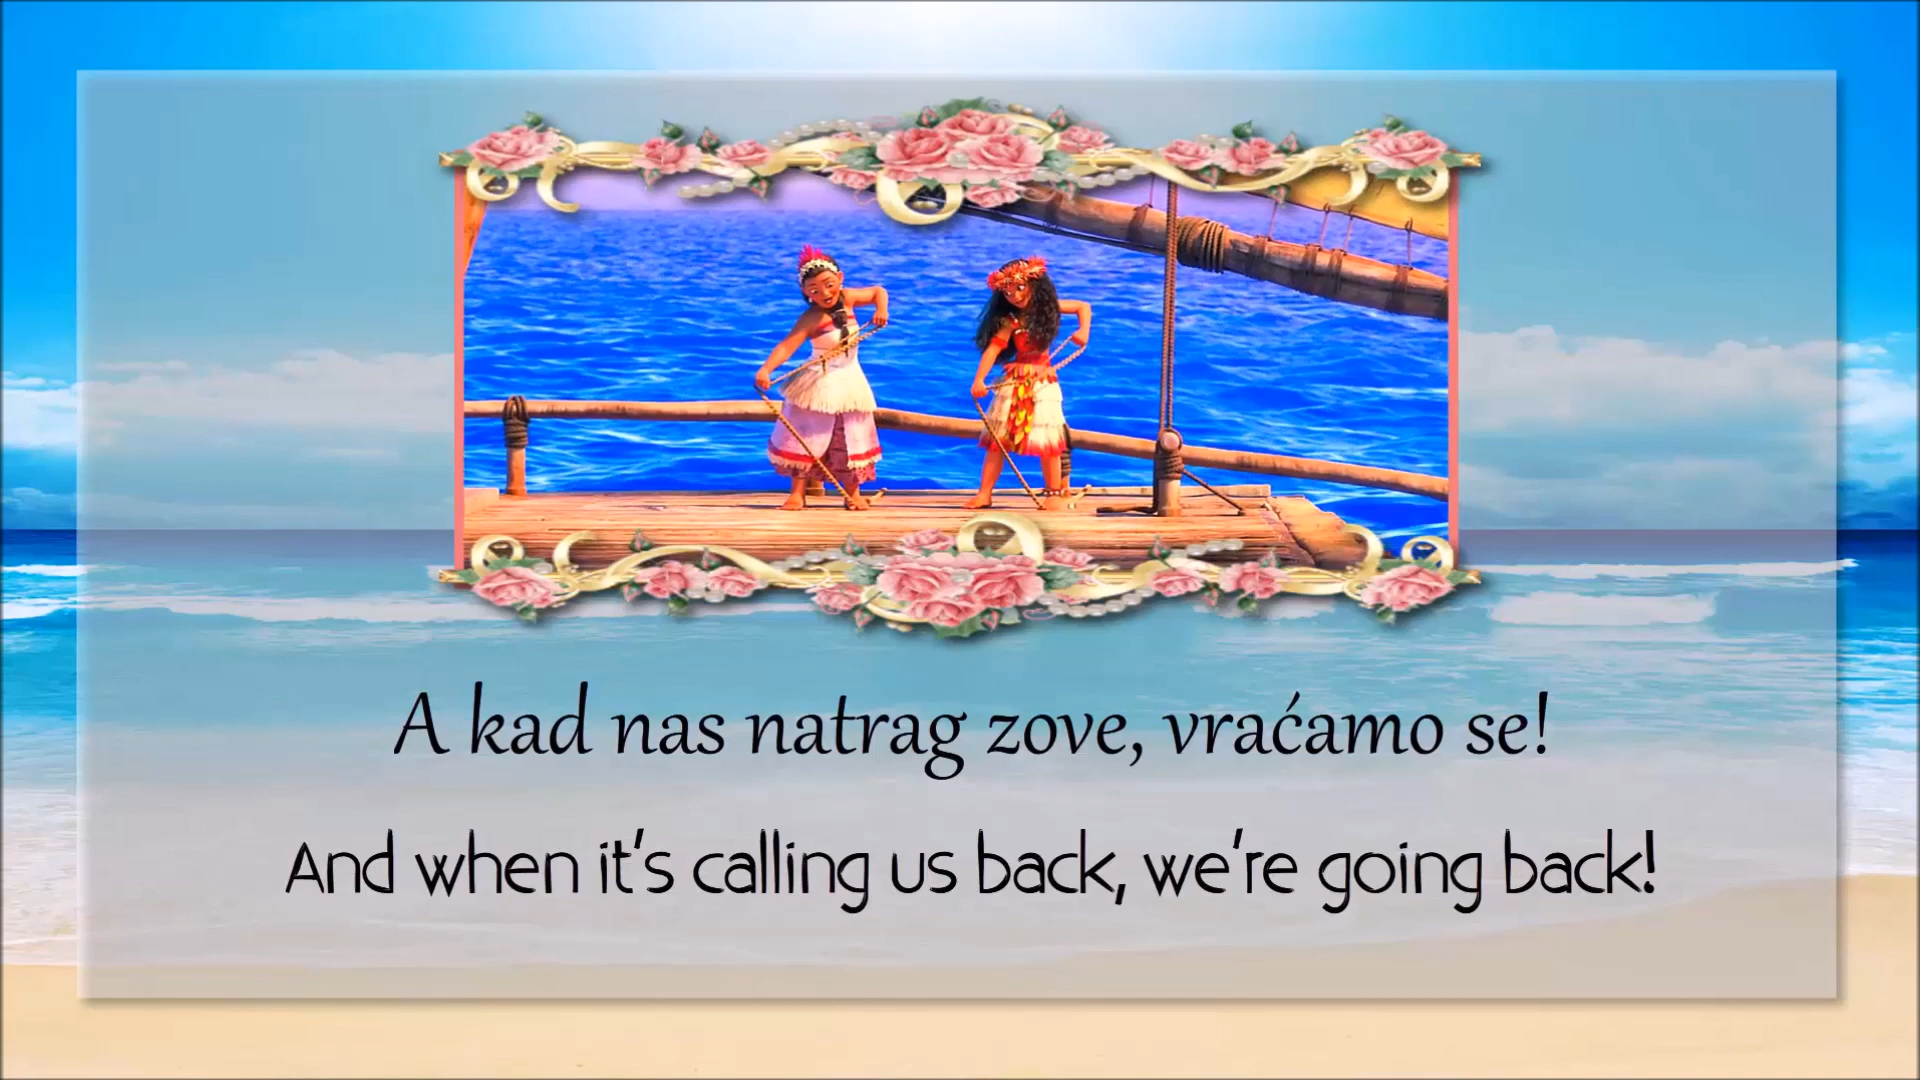 A kad nas natrag zove, vraćamo se!
And when it's calling us back, we're going back!